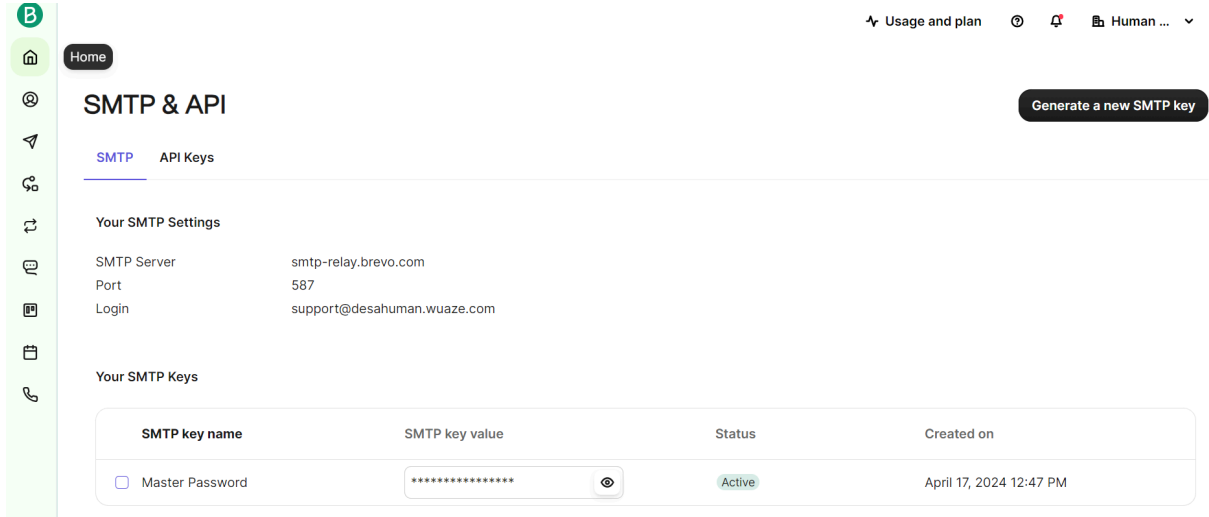 B
Usage and plan
Human ...
Home
SMTP & API
Generate a new SMTP key
SMTP API Keys
Your SMTP Settings
SMTP Server smtp-relay.brevo.com
Port 587
Login support@desahuman.wuaze.com
Your SMTP Keys
SMTP key name SMTP key value Status Created on
Master Password **************** Active April 17, 2024 12:47 PM